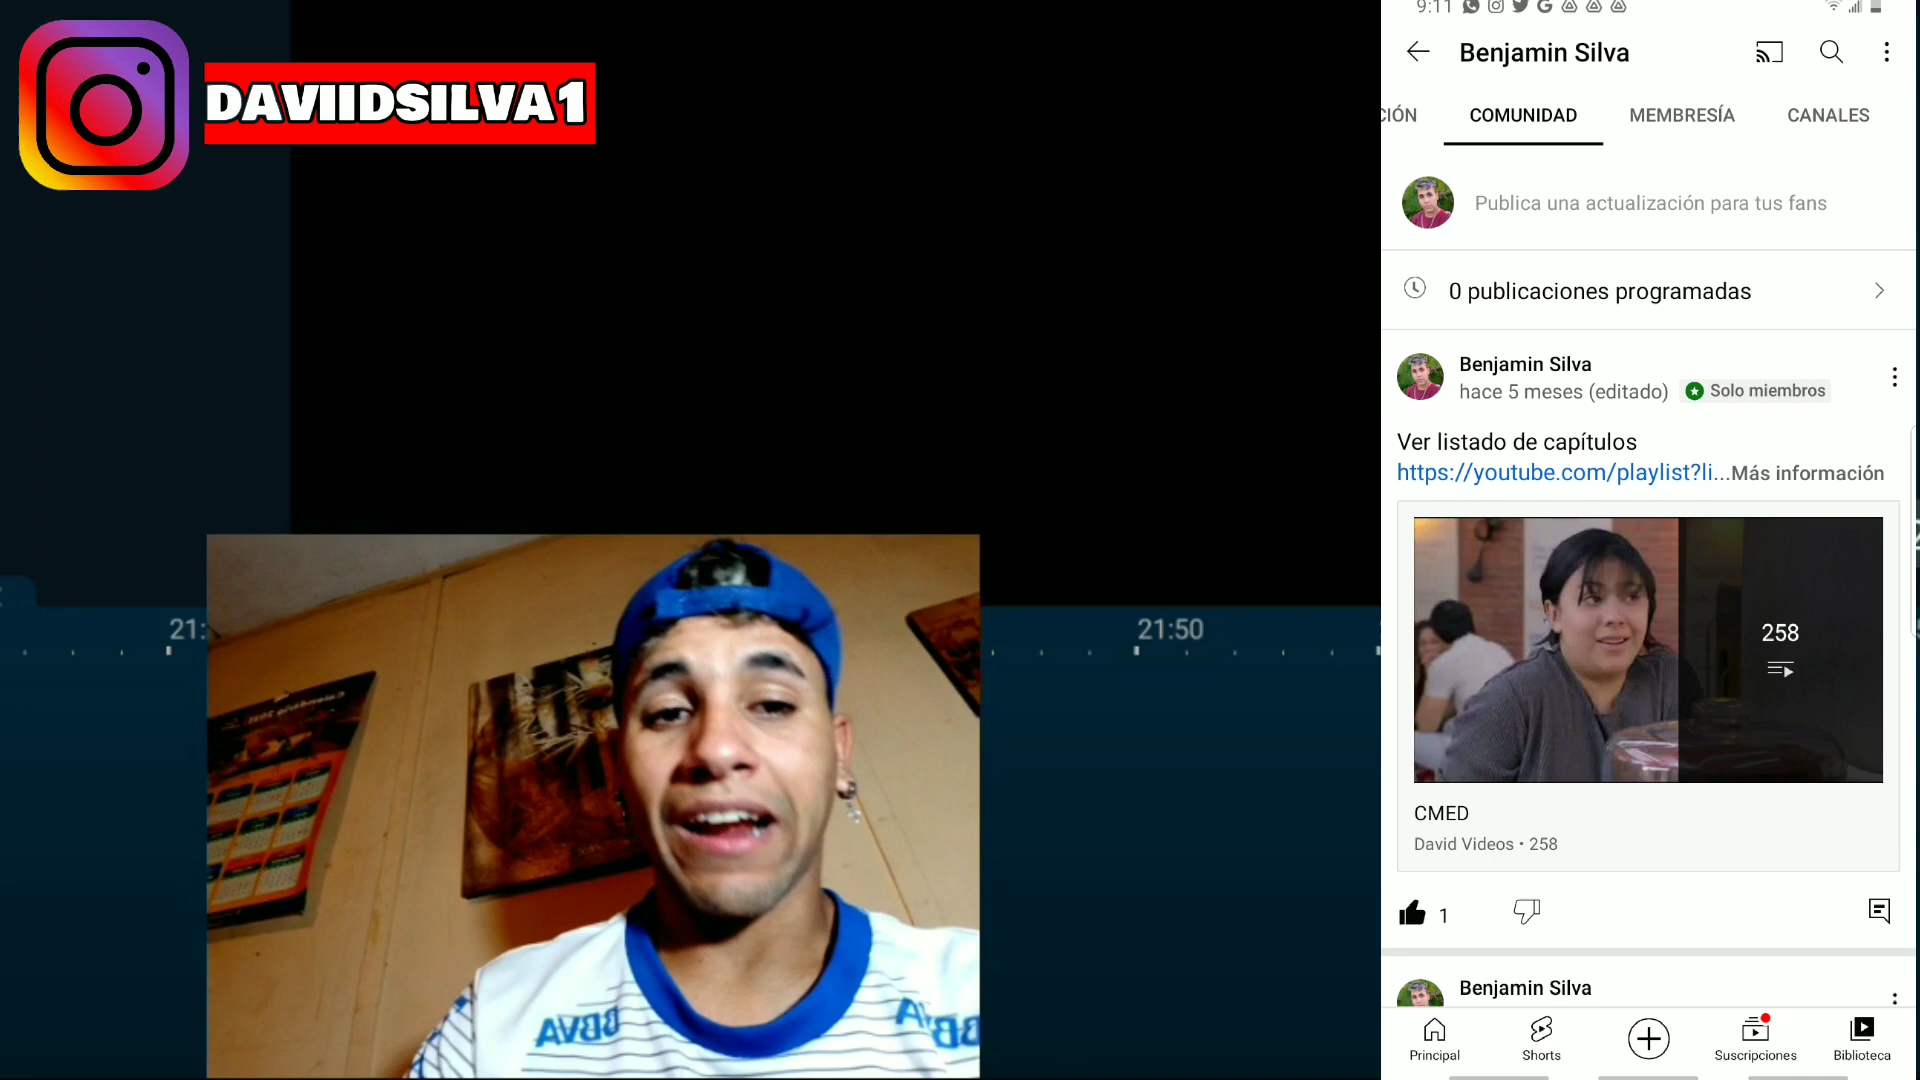 DAVIIDSILVA1
9:11
Benjamin Silva
CIÓN COMUNIDAD MEMBRESÍA CANALES
Publica una actualización para tus fans
0 publicaciones programadas
Benjamin Silva
hace 5 meses (editado) Solo miembros
Ver listado de capítulos
https://youtube.com/playlist?li...Más información
258
CMED
David Videos • 258
1
Benjamin Silva
Principal Shorts Suscripciones Biblioteca
21:
21:50
BBVA